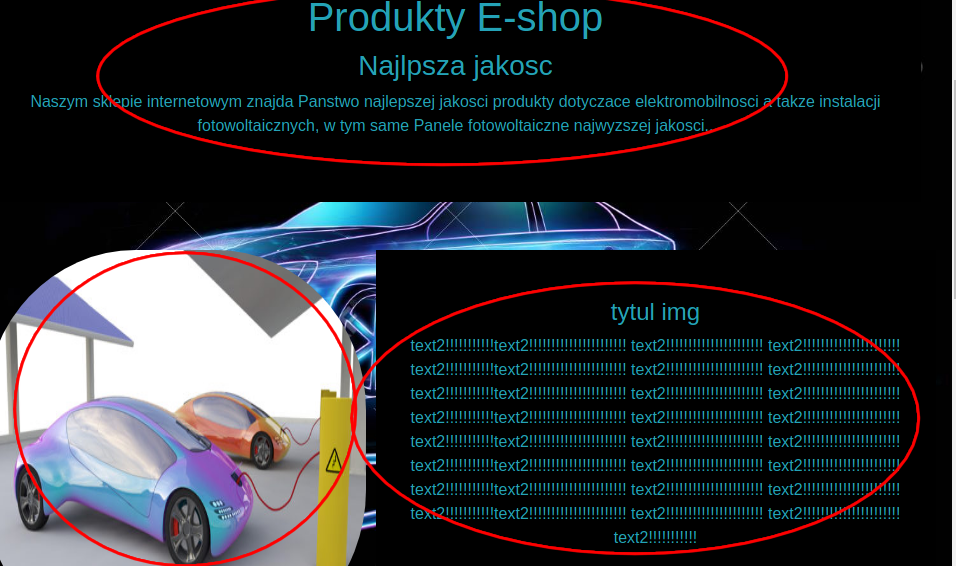 Produkty E-shop
Najlpsza jakosc
Naszym sklepie internetowym znajda Panstwo najlepszej jakosci produkty dotyczace elektromobilnosci a takze instalacji
fotowoltaicznych, w tym same Panele fotowoltaiczne najwyzszej jakosci..
tytul img
text2!!!!!!!!!!!text2!!!!!!!!!!!!!!!!!!!!!! text2!!!!!!!!!!!!!!!!!!!!!! text2!!!!!!!!!!!!!!!!!!!!!!
text2!!!!!!!!!!!text2!!!!!!!!!!!!!!!!!!!!!! text2!!!!!!!!!!!!!!!!!!!!!! text2!!!!!!!!!!!!!!!!!!!!!!
text2!!!!!!!!!!!text2!!!!!!!!!!!!!!!!!!!!!! text2!!!!!!!!!!!!!!!!!!!!!! text2!!!!!!!!!!!!!!!!!!!!!!
text2!!!!!!!!!!!text2!!!!!!!!!!!!!!!!!!!!!! text2!!!!!!!!!!!!!!!!!!!!!! text2!!!!!!!!!!!!!!!!!!!!!!
text2!!!!!!!!!!!text2!!!!!!!!!!!!!!!!!!!!!! text2!!!!!!!!!!!!!!!!!!!!!! text2!!!!!!!!!!!!!!!!!!!!!!
text2!!!!!!!!!!!text2!!!!!!!!!!!!!!!!!!!!!! text2!!!!!!!!!!!!!!!!!!!!!! text2!!!!!!!!!!!!!!!!!!!!!!
text2!!!!!!!!!!!text2!!!!!!!!!!!!!!!!!!!!!! text2!!!!!!!!!!!!!!!!!!!!!! text2!!!!!!!!!!!!!!!!!!!!!!
text2!!!!!!!!!!!text2!!!!!!!!!!!!!!!!!!!!!! text2!!!!!!!!!!!!!!!!!!!!!! text2!!!!!!!!!!!!!!!!!!!!!!
text2!!!!!!!!!!!